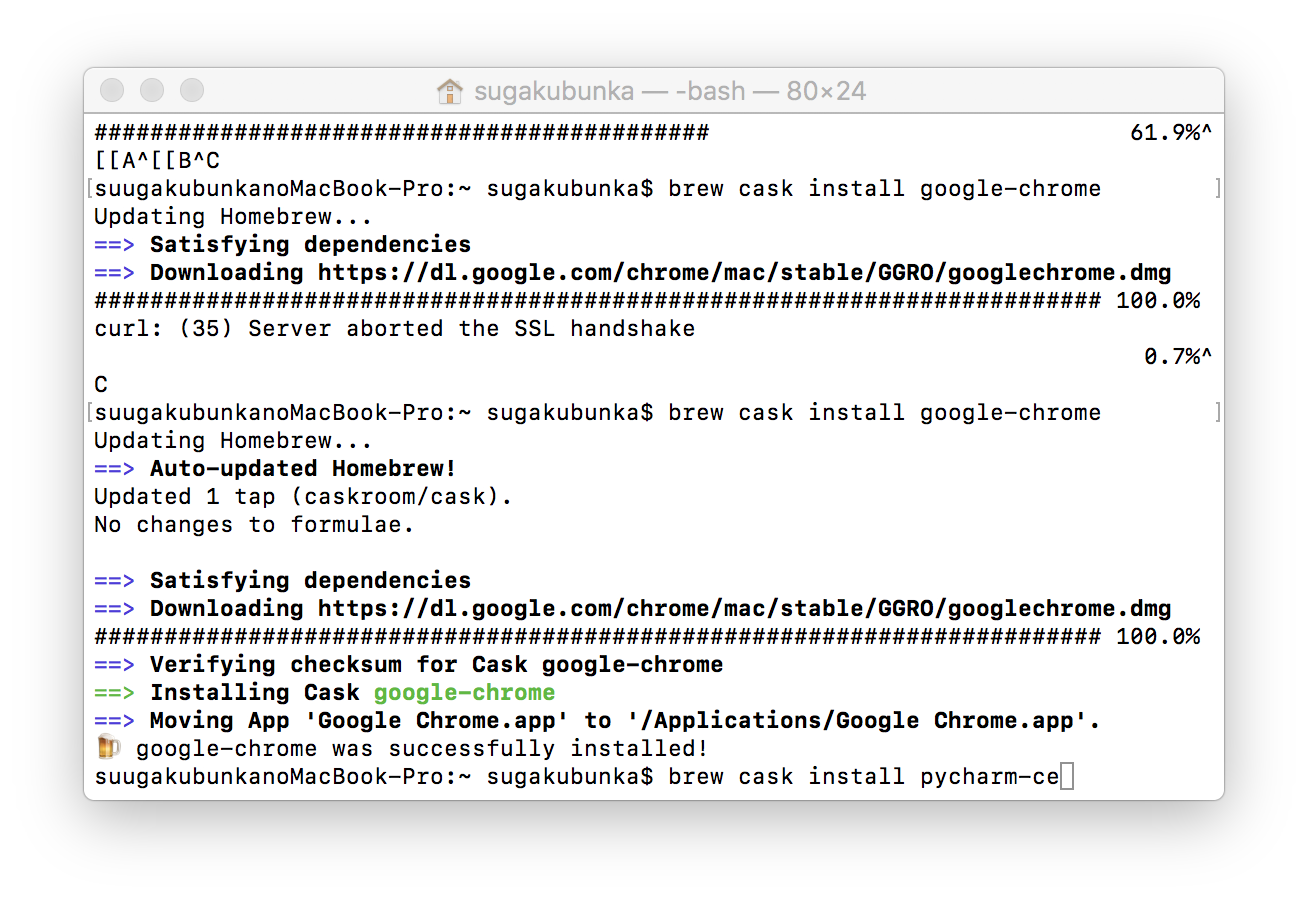 sugakubunka — -bash — 80×24
############################################ 61.9%^
[[A^[[B^C
[suugakubunkanoMacBook-Pro:~ sugakubunka$ brew cask install google-chrome ]
Updating Homebrew...
==> Satisfying dependencies
==> Downloading https://dl.google.com/chrome/mac/stable/GGRO/googlechrome.dmg
######################################################################## 100.0%
curl: (35) Server aborted the SSL handshake
0.7%^
C
[suugakubunkanoMacBook-Pro:~ sugakubunka$ brew cask install google-chrome ]
Updating Homebrew...
==> Auto-updated Homebrew!
Updated 1 tap (caskroom/cask).
No changes to formulae.
==> Satisfying dependencies
==> Downloading https://dl.google.com/chrome/mac/stable/GGRO/googlechrome.dmg
######################################################################## 100.0%
==> Verifying checksum for Cask google-chrome
==> Installing Cask google-chrome
==> Moving App 'Google Chrome.app' to '/Applications/Google Chrome.app'.
🍺 google-chrome was successfully installed!
suugakubunkanoMacBook-Pro:~ sugakubunka$ brew cask install pycharm-ce